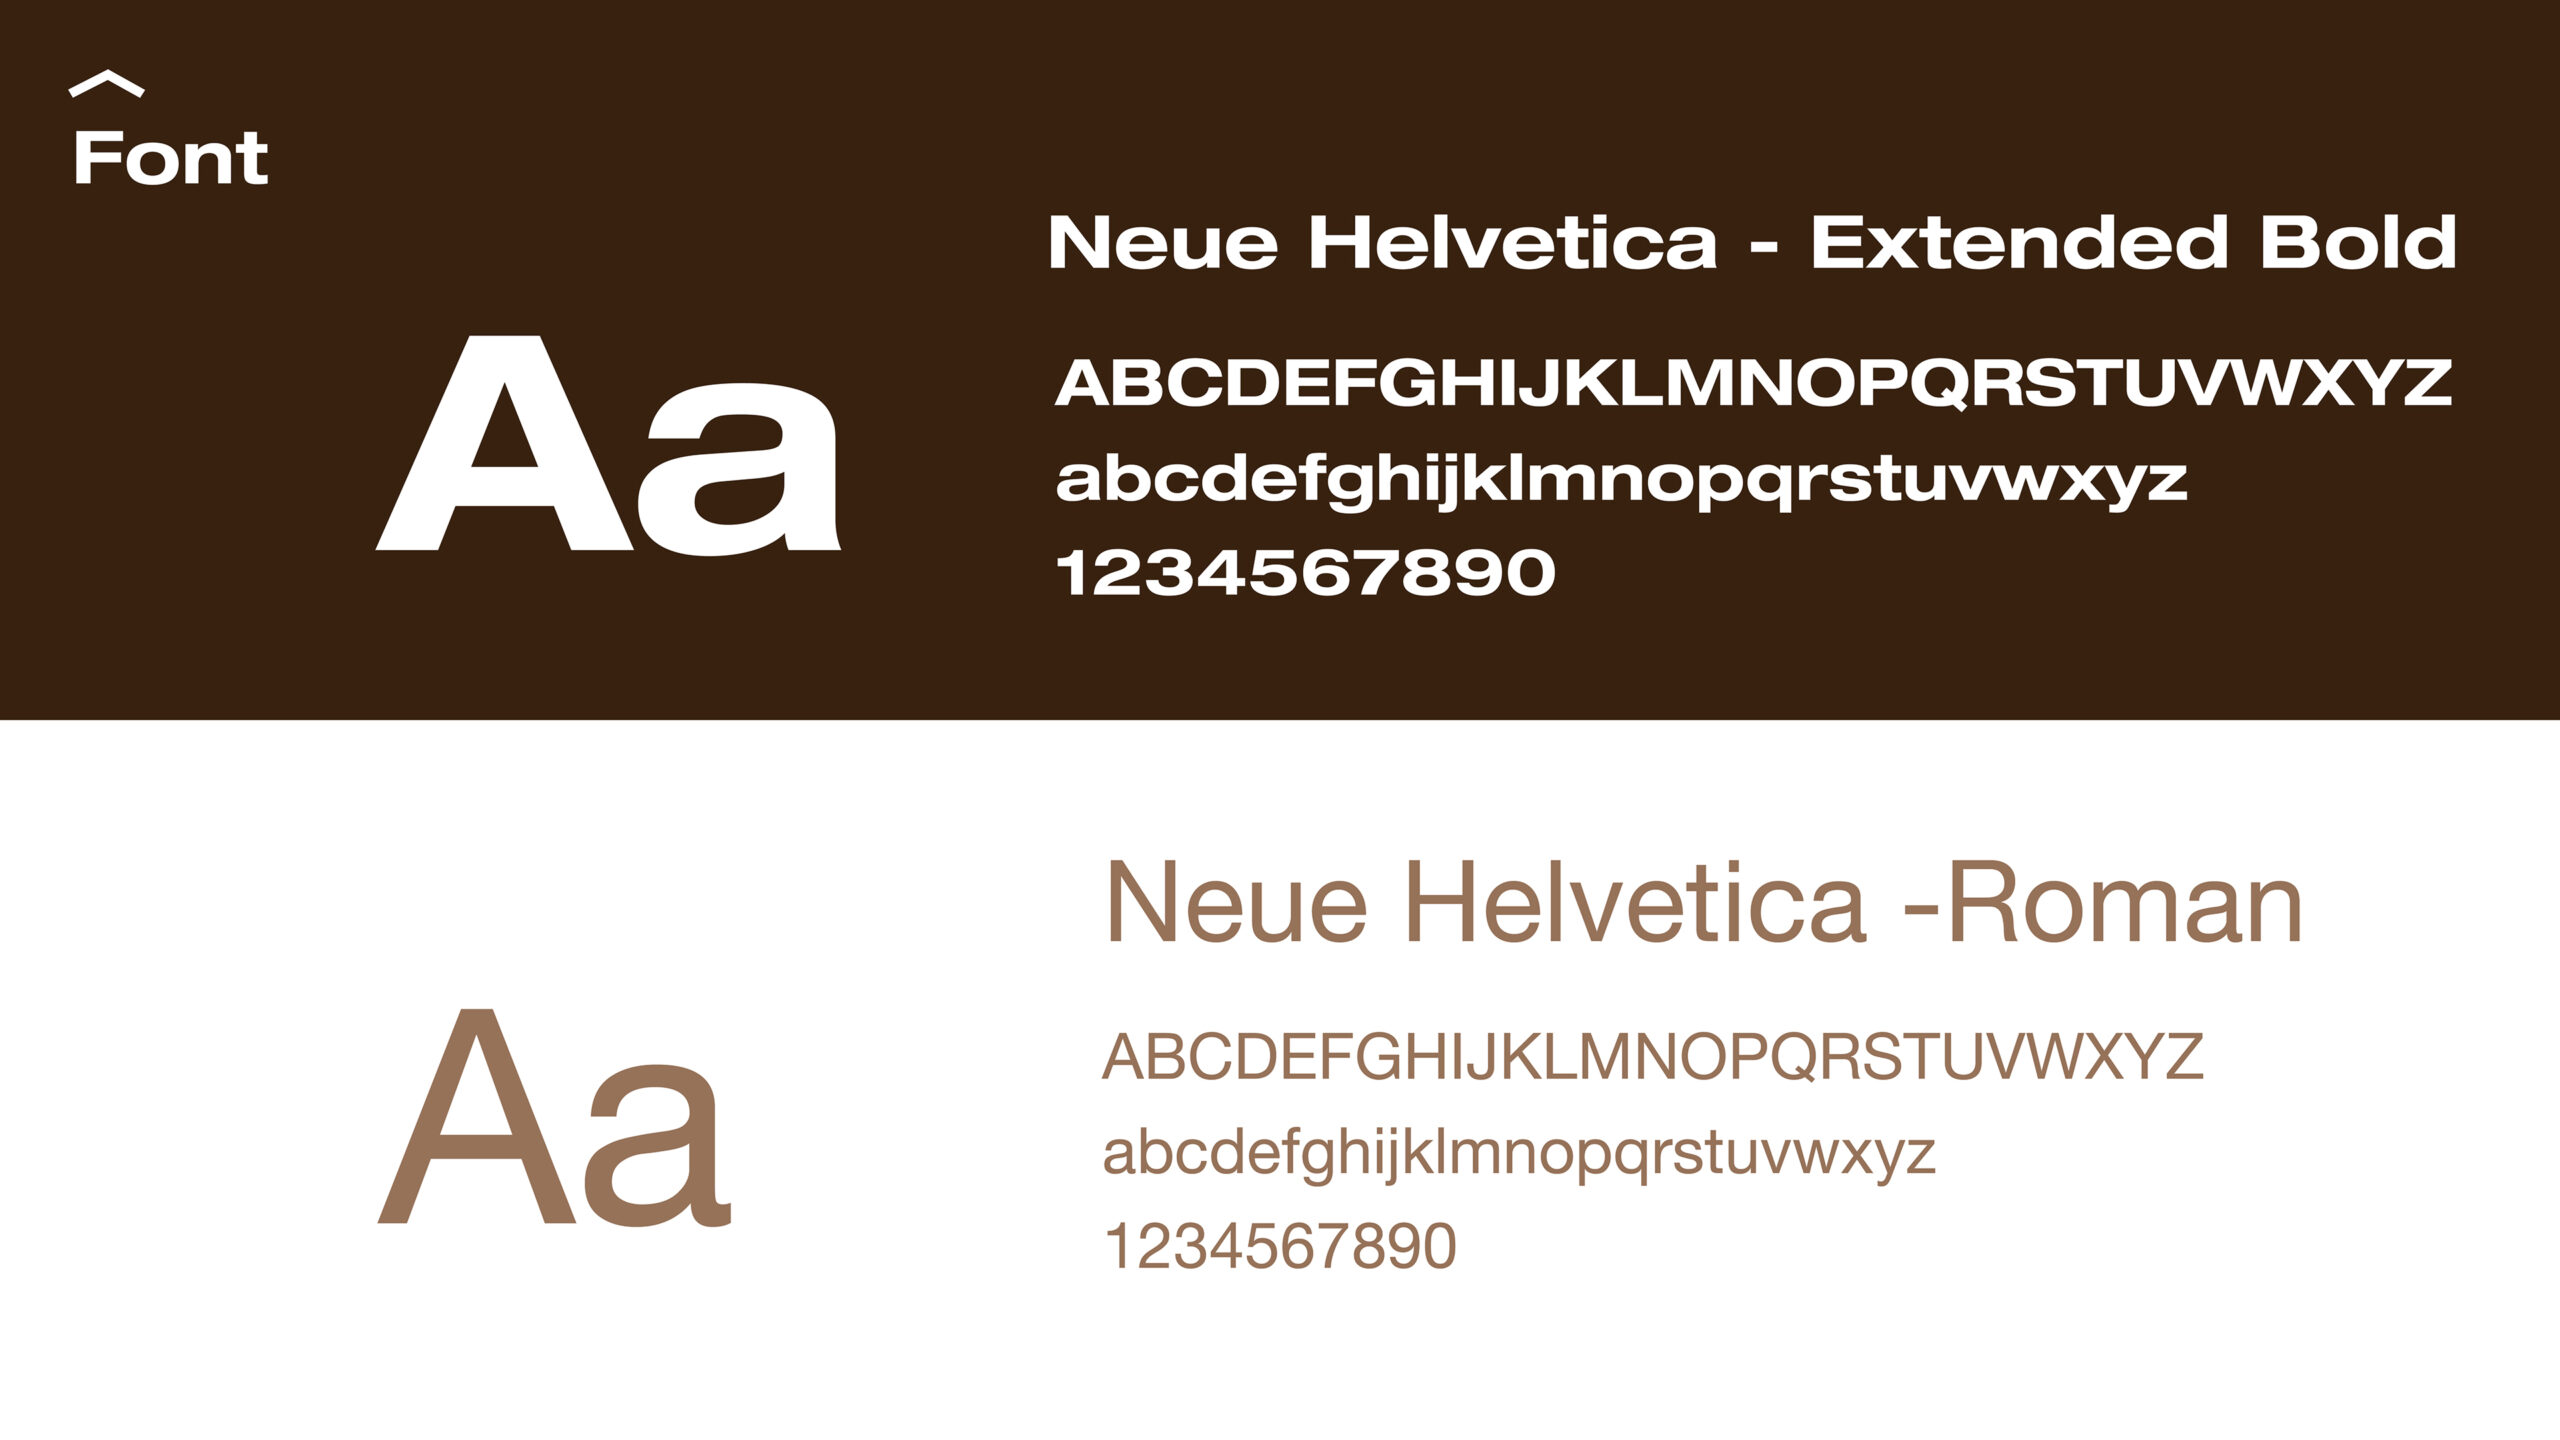 Font
Neue Helvetica - Extended Bold
Aa
ABCDEFGHIJKLMNOPQRSTUVWXYZ
abcdefghijklmnopqrstuvwxyz
1234567890
Neue Helvetica -Roman
Aa
ABCDEFGHIJKLMNOPQRSTUVWXYZ
abcdefghijklmnopqrstuvwxyz
1234567890